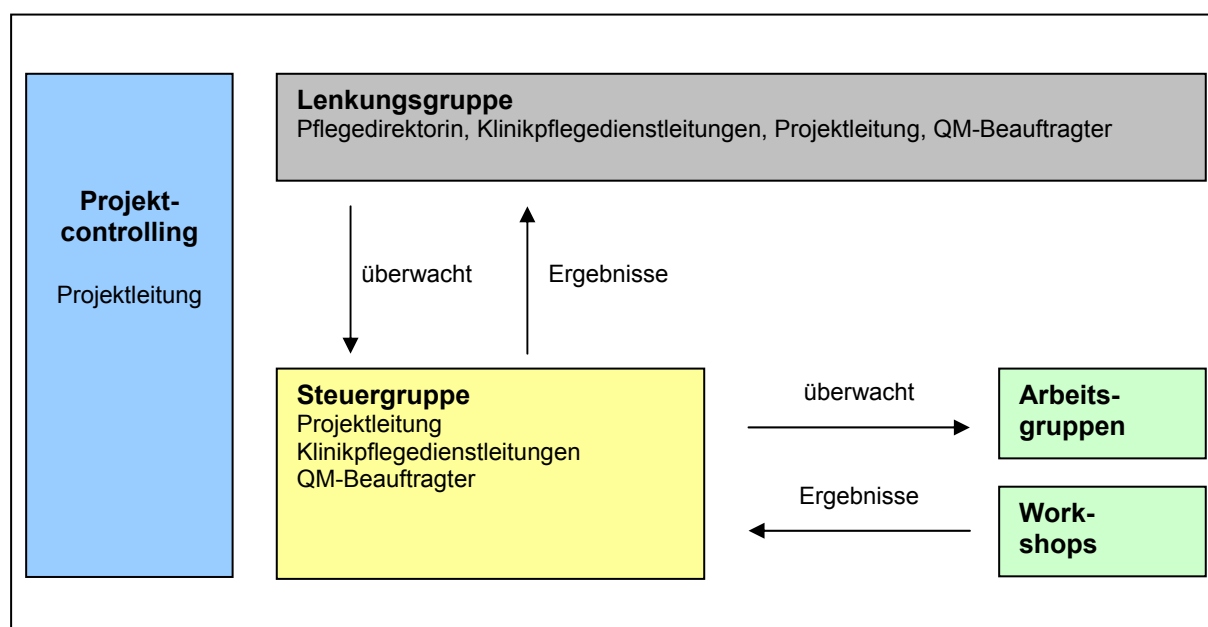 Projekt-
controlling
Projektleitung
Lenkungsgruppe
Pflegedirektorin, Klinikpflegedienstleitungen, Projektleitung, QM-Beauftragter
überwacht
Ergebnisse
Steuergruppe
Projektleitung
Klinikpflegedienstleitungen
QM-Beauftragter
überwacht
Ergebnisse
Arbeits-
gruppen
Work-
shops